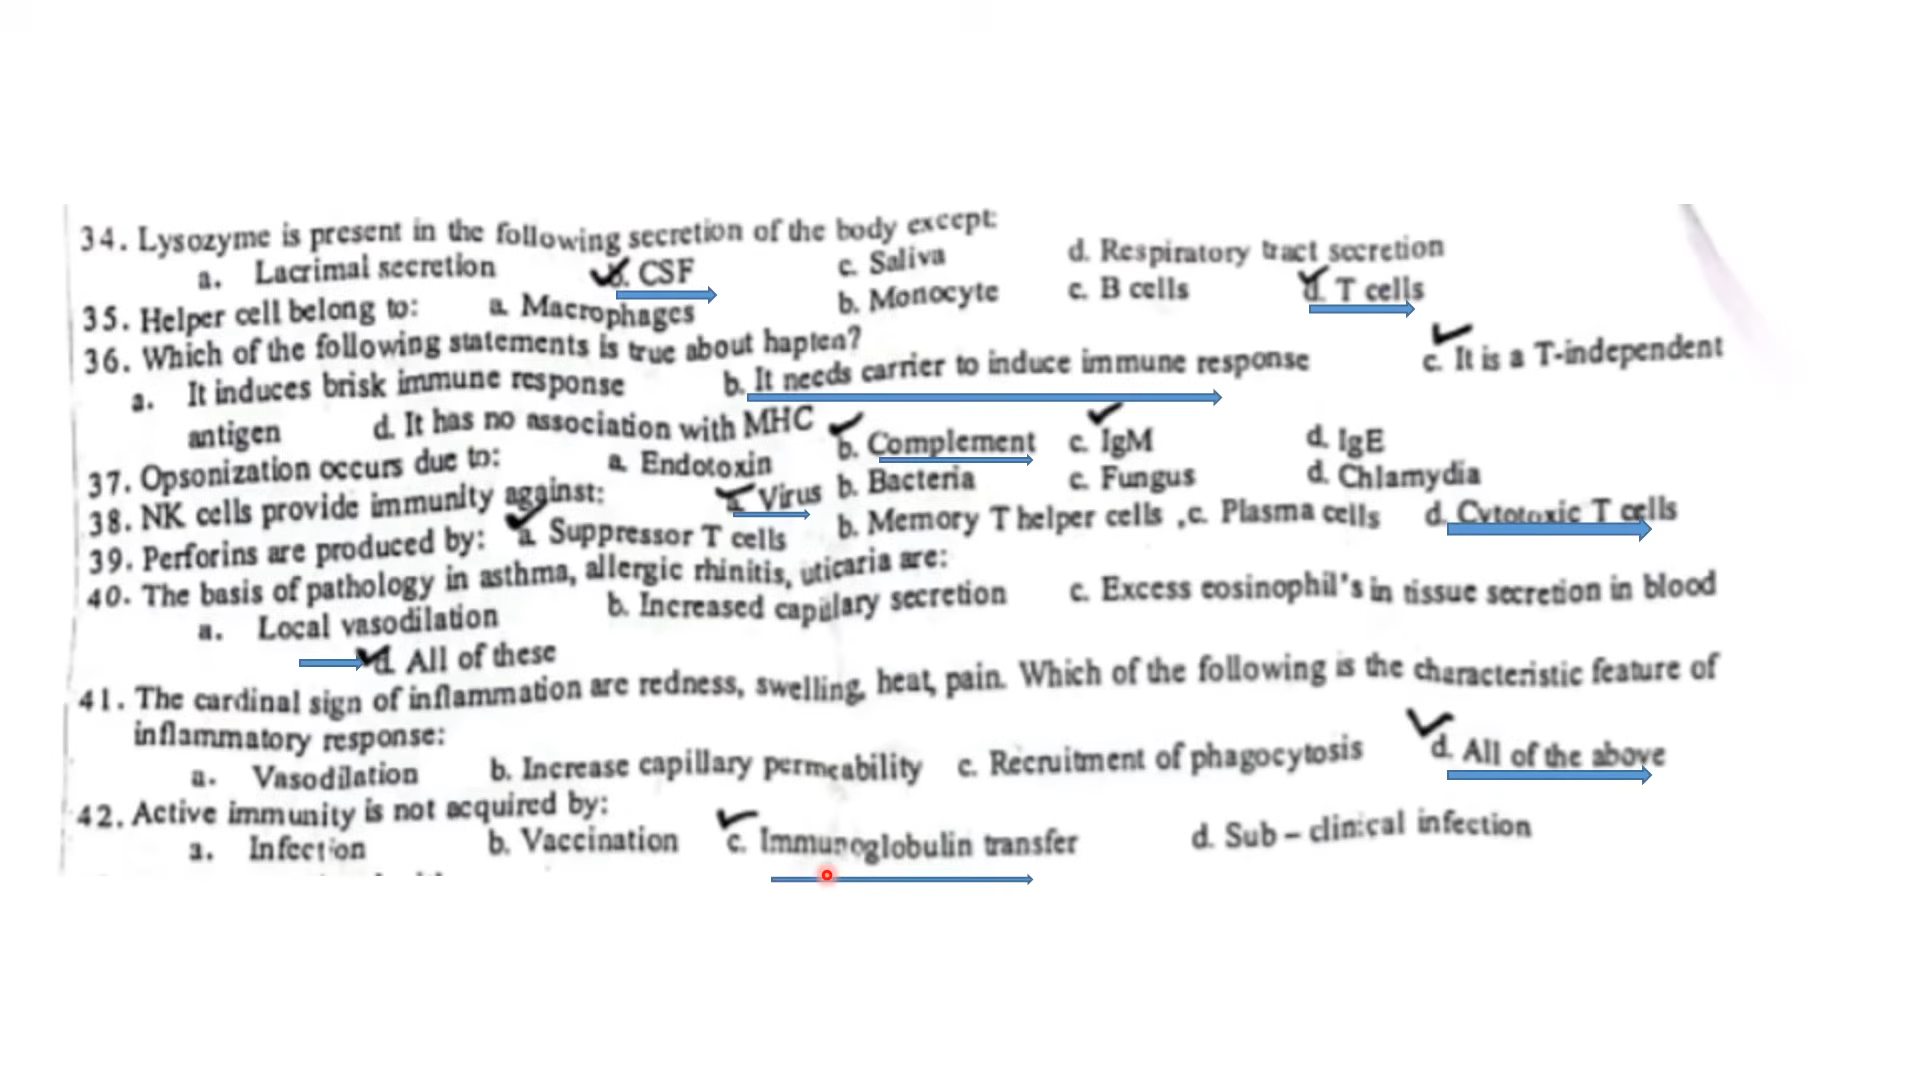 34. Lysozyme is present in the following secretion of the body except:
a. Lacrimal secretion b. CSF c. Saliva d. Respiratory tract secretion
35. Helper cell belong to: a. Macrophages b. Monocyte c. B cells d. T cells
36. Which of the following statements is true about hapten?
a. It induces brisk immune response b. It needs carrier to induce immune response c. It is a T-independent
antigen d. It has no association with MHC
37. Opsonization occurs due to: a. Endotoxin b. Complement c. IgM d. IgE
38. NK cells provide immunity against: a. Virus b. Bacteria c. Fungus d. Chlamydia
39. Perforins are produced by: a. Suppressor T cells b. Memory T helper cells ,c. Plasma cells d. Cytotoxic T cells
40. The basis of pathology in asthma, allergic rhinitis, uticaria are:
a. Local vasodilation b. Increased capillary secretion c. Excess eosinophil's in tissue secretion in blood
d. All of these
41. The cardinal sign of inflammation are redness, swelling, heat, pain. Which of the following is the characteristic feature of
inflammatory response:
a. Vasodilation b. Increase capillary permeability c. Recruitment of phagocytosis d. All of the above
42. Active immunity is not acquired by:
a. Infection b. Vaccination c. Immunoglobulin transfer d. Sub – clinical infection